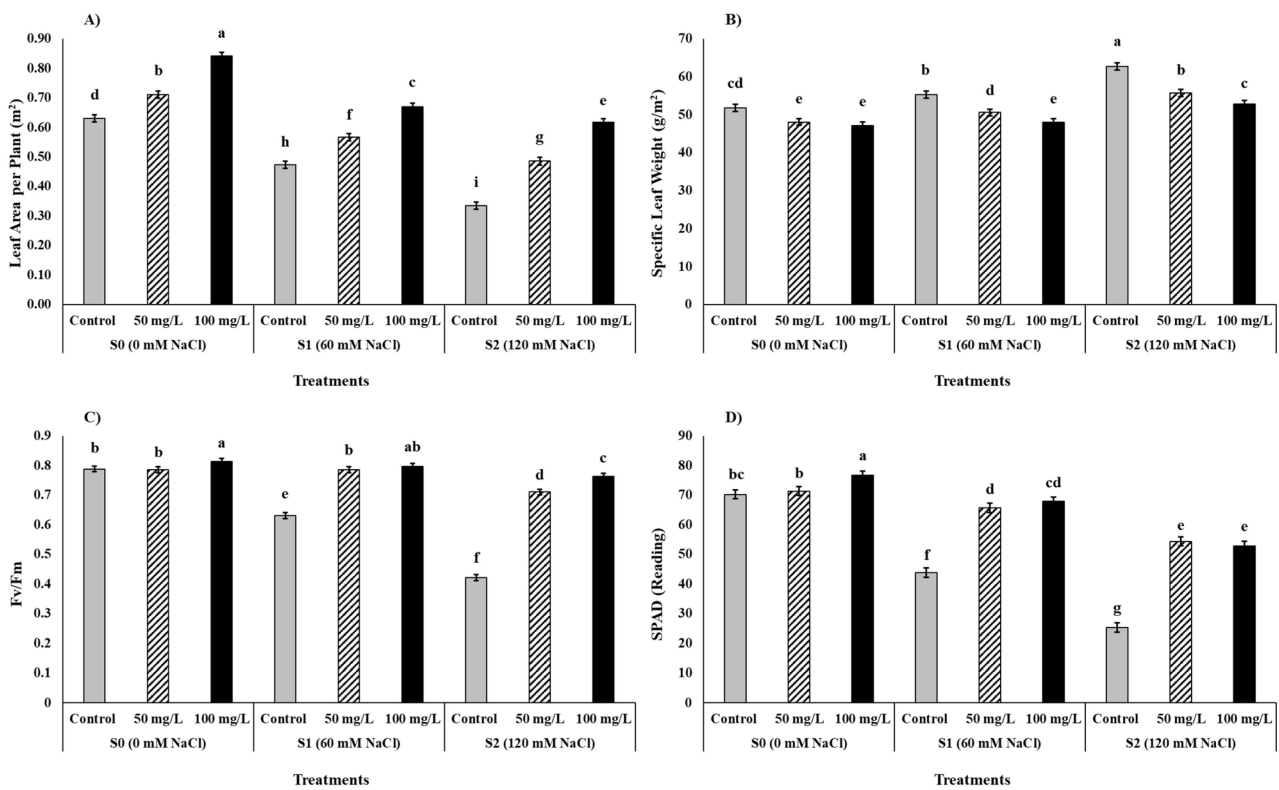 A)
Leaf Area per Plant (m²)
0.90
0.80
0.70
0.60
0.50
0.40
0.30
0.20
0.10
0.00
d
b
a
h
f
c
i
g
e
Control 50 mg/L 100 mg/L Control 50 mg/L 100 mg/L Control 50 mg/L 100 mg/L
S0 (0 mM NaCl) S1 (60 mM NaCl) S2 (120 mM NaCl)
Treatments
B)
Specific Leaf Weight (g/m²)
70
60
50
40
30
20
10
0
cd
e
e
b
d
e
a
b
c
Control 50 mg/L 100 mg/L Control 50 mg/L 100 mg/L Control 50 mg/L 100 mg/L
S0 (0 mM NaCl) S1 (60 mM NaCl) S2 (120 mM NaCl)
Treatments
C)
Fv/Fm
0.9
0.8
0.7
0.6
0.5
0.4
0.3
0.2
0.1
0
b
b
a
e
b
ab
f
d
c
Control 50 mg/L 100 mg/L Control 50 mg/L 100 mg/L Control 50 mg/L 100 mg/L
S0 (0 mM NaCl) S1 (60 mM NaCl) S2 (120 mM NaCl)
Treatments
D)
SPAD (Reading)
90
80
70
60
50
40
30
20
10
0
bc
b
a
f
d
cd
g
e
e
Control 50 mg/L 100 mg/L Control 50 mg/L 100 mg/L Control 50 mg/L 100 mg/L
S0 (0 mM NaCl) S1 (60 mM NaCl) S2 (120 mM NaCl)
Treatments